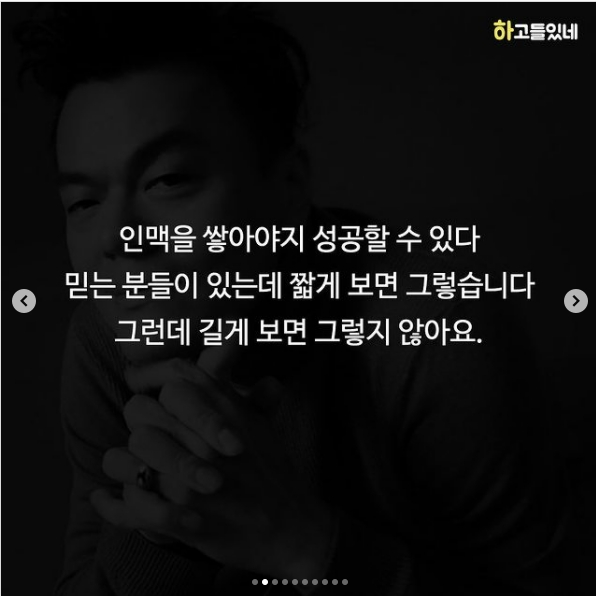 하고들있네
인맥을 쌓아야지 성공할 수 있다
믿는 분들이 있는데 짧게 보면 그렇습니다
그런데 길게 보면 그렇지 않아요.